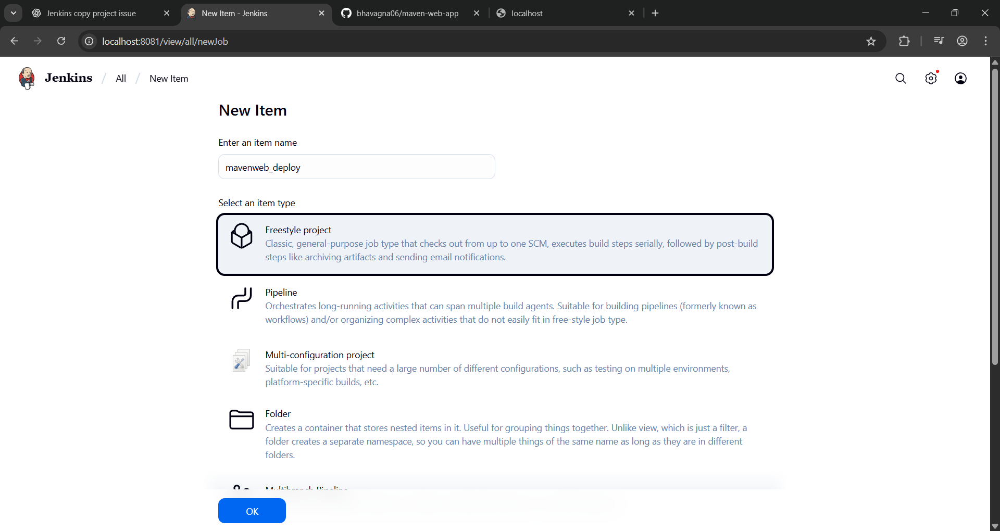 Jenkins copy project issue
New Item - Jenkins
bhavagna06/maven-web-app
localhost
localhost:8081/view/all/newJob
Jenkins / All / New Item
New Item
Enter an item name
mavenweb_deploy
Select an item type
Freestyle project
Classic, general-purpose job type that checks out from up to one SCM, executes build steps serially, followed by post-build
steps like archiving artifacts and sending email notifications.
Pipeline
Orchestrates long-running activities that can span multiple build agents. Suitable for building pipelines (formerly known as
workflows) and/or organizing complex activities that do not easily fit in free-style job type.
Multi-configuration project
Suitable for projects that need a large number of different configurations, such as testing on multiple environments,
platform-specific builds, etc.
Folder
Creates a container that stores nested items in it. Useful for grouping things together. Unlike view, which is just a filter, a
folder creates a separate namespace, so you can have multiple things of the same name as long as they are in different
folders.
Multibranch Pipeline
OK